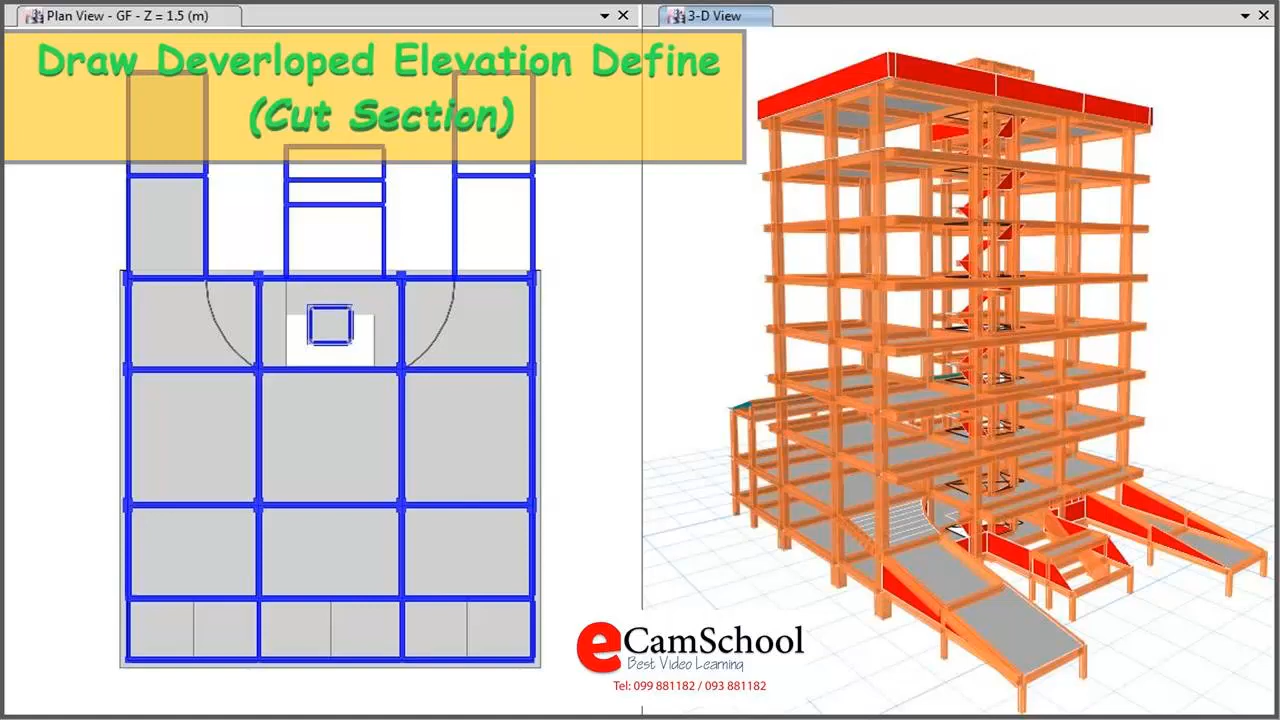 Plan View - GF - Z = 1.5 (m)
3-D View
Draw Deverloped Elevation Define
(Cut Section)
eCamSchool
Best Video Learning
Tel: 099 881182 / 093 881182